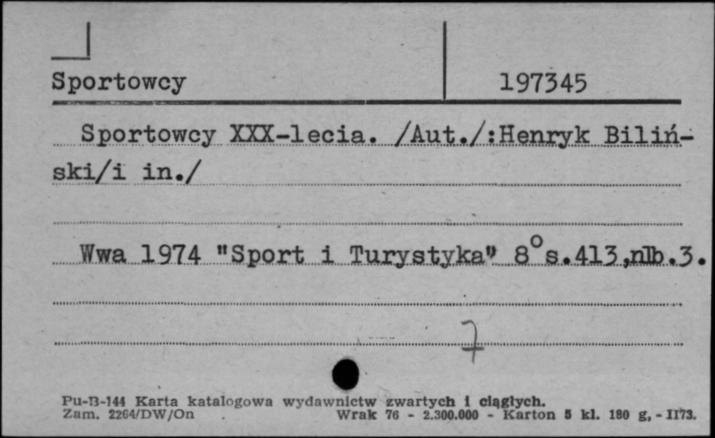 Sportowcy 197345
Sportowcy XXX-lecia. /Aut./:Henryk Biliń-
ski/i in./
Wwa 1974 "Sport i Turystyka" 8° s.413,nlb.3.
7
Pu-B-144 Karta katalogowa wydawnictw zwartych i ciągłych.
Zam. 2264/DW/On Wrak 76 - 2.300.000 - Karton 5 kl. 180 g, - II73.